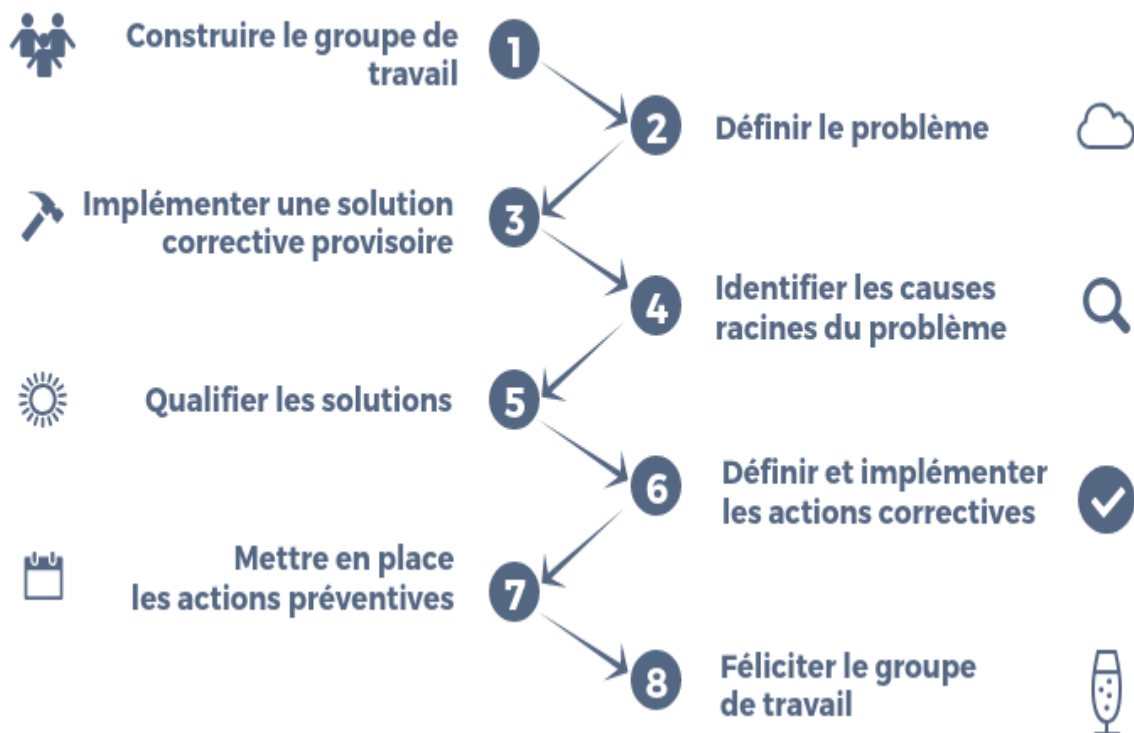 Construire le groupe de
travail
1
2
Définir le problème
Implémenter une solution
corrective provisoire
3
4
Identifier les causes
racines du problème
Qualifier les solutions
5
6
Définir et implémenter
les actions correctives
Mettre en place
les actions préventives
7
8
Féliciter le groupe
de travail